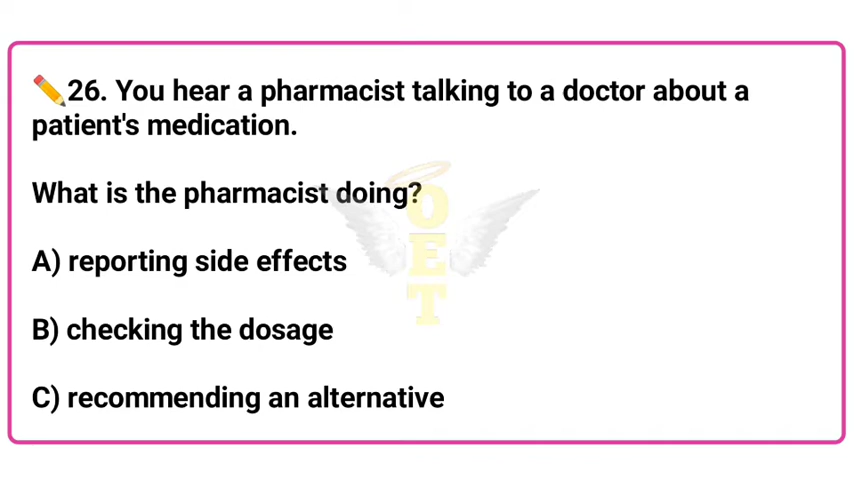 ✏️26. You hear a pharmacist talking to a doctor about a
patient's medication.
What is the pharmacist doing?
A) reporting side effects
B) checking the dosage
C) recommending an alternative
OET